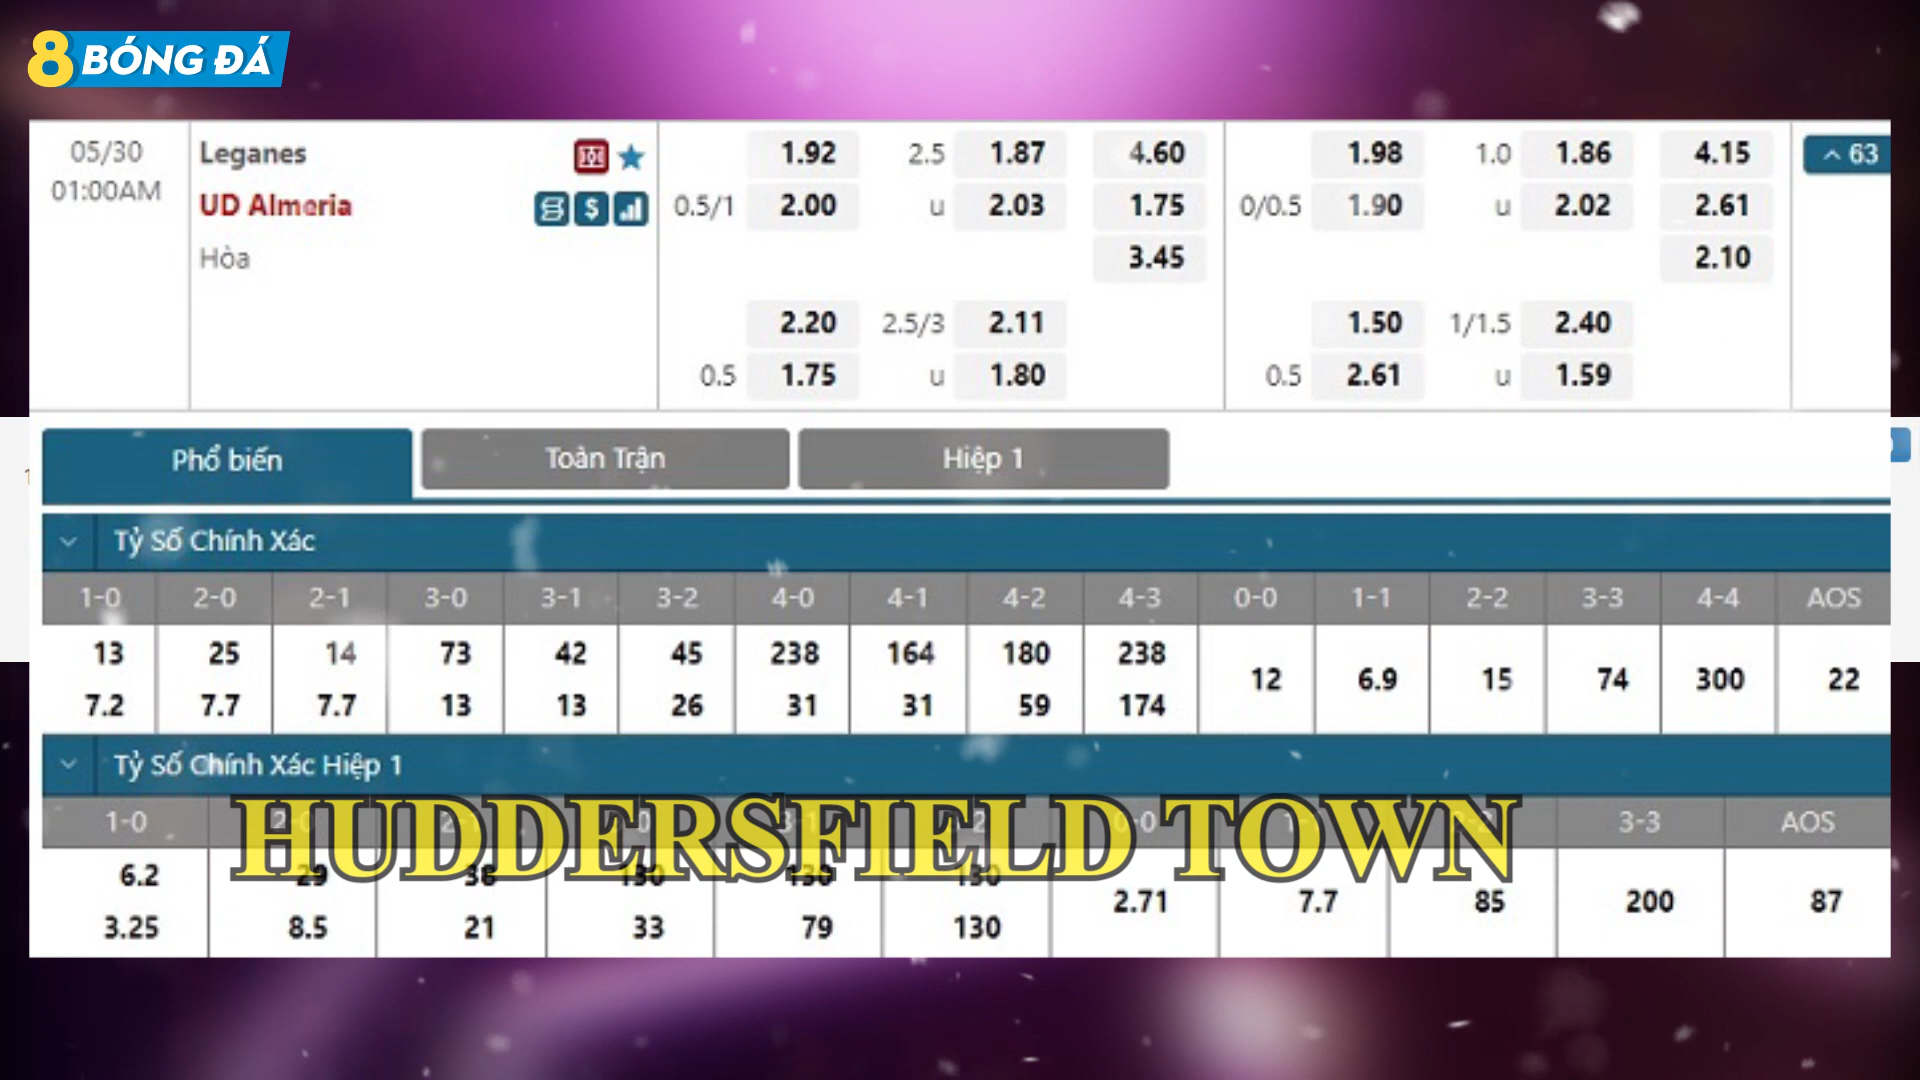 8 BÓNG ĐÁ
05/30 Leganes 1.92 2.5 1.87 4.60 1.98 1.0 1.86 4.15 63
01:00AM UD Almeria 0.5/1 2.00 u 2.03 1.75 0/0.5 1.90 u 2.02 2.61
Hòa 3.45 2.10
2.20 2.5/3 2.11 1.50 1/1.5 2.40
0.5 1.75 u 1.80 0.5 2.61 u 1.59
Phổ biến Toàn Trận Hiệp 1
Tỷ Số Chính Xác
1-0 2-0 2-1 3-0 3-1 3-2 4-0 4-1 4-2 4-3 0-0 1-1 2-2 3-3 4-4 AOS
13 25 14 73 42 45 238 164 180 238
12 6.9 15 74 300 22
7.2 7.7 7.7 13 13 26 31 31 59 174
Tỷ Số Chính Xác Hiệp 1
1-0 3-3 AOS
HUDDERSFIELD TOWN
6.2 29 38 130 130 130
2.71 7.7 85 200 87
3.25 8.5 21 33 79 130